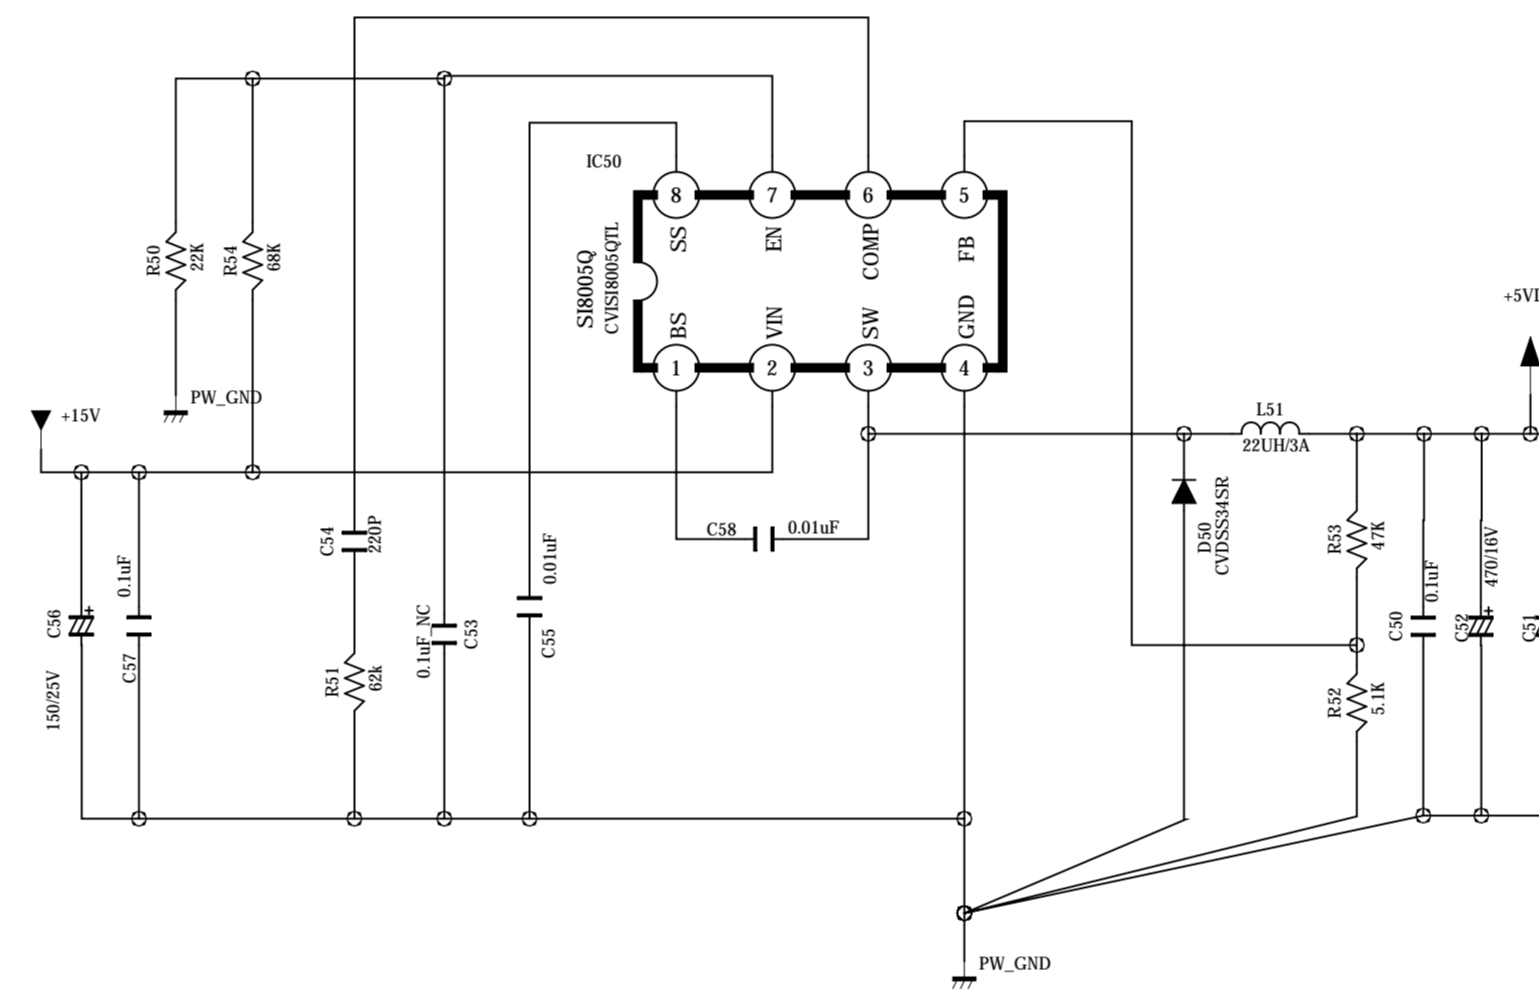 IC50
8
7
6
5
SS
EN
COMP
FB
SI8005Q
CVISI8005QTL
BS
VIN
SW
GND
1
2
3
4
R50
22K
R54
68K
PW_GND
+15V
+5V
L51
22UH/3A
C58
0.01uF
C54
220P
0.01uF
C55
D50
CVDSS34SR
R53
47K
C56
+
150/25V
0.1uF
C57
R51
62k
0.1uF_NC
C53
C50
0.1uF
C52
+
470/16V
C51
R52
5.1K
PW_GND